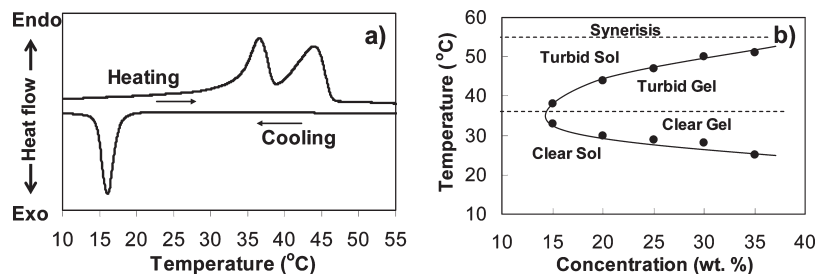 Endo
Heat flow
Exo
a)
Heating
Cooling
10 15 20 25 30 35 40 45 50 55
Temperature (°C)
b)
Temperature (°C)
60
50
40
30
20
10
Synerisis
Turbid Sol
Turbid Gel
Clear Gel
Clear Sol
10 15 20 25 30 35 40
Concentration (wt. %)